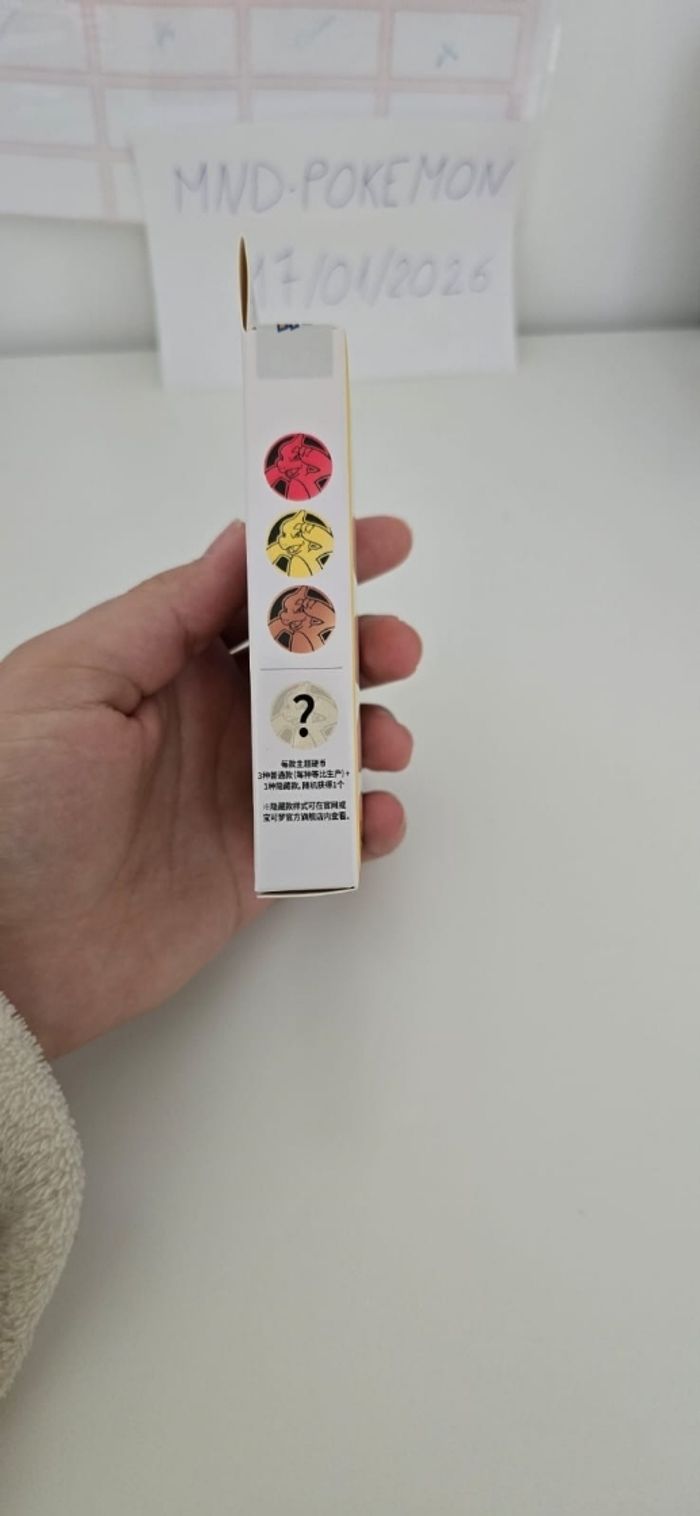 MND-POKEMON
17/01/2026
?
每款主题硬币
3种普通款(每种等比生产)+
1种隐藏款,随机获得1个
※隐藏款样式可在官网或
宝可梦官方旗舰店内查看。